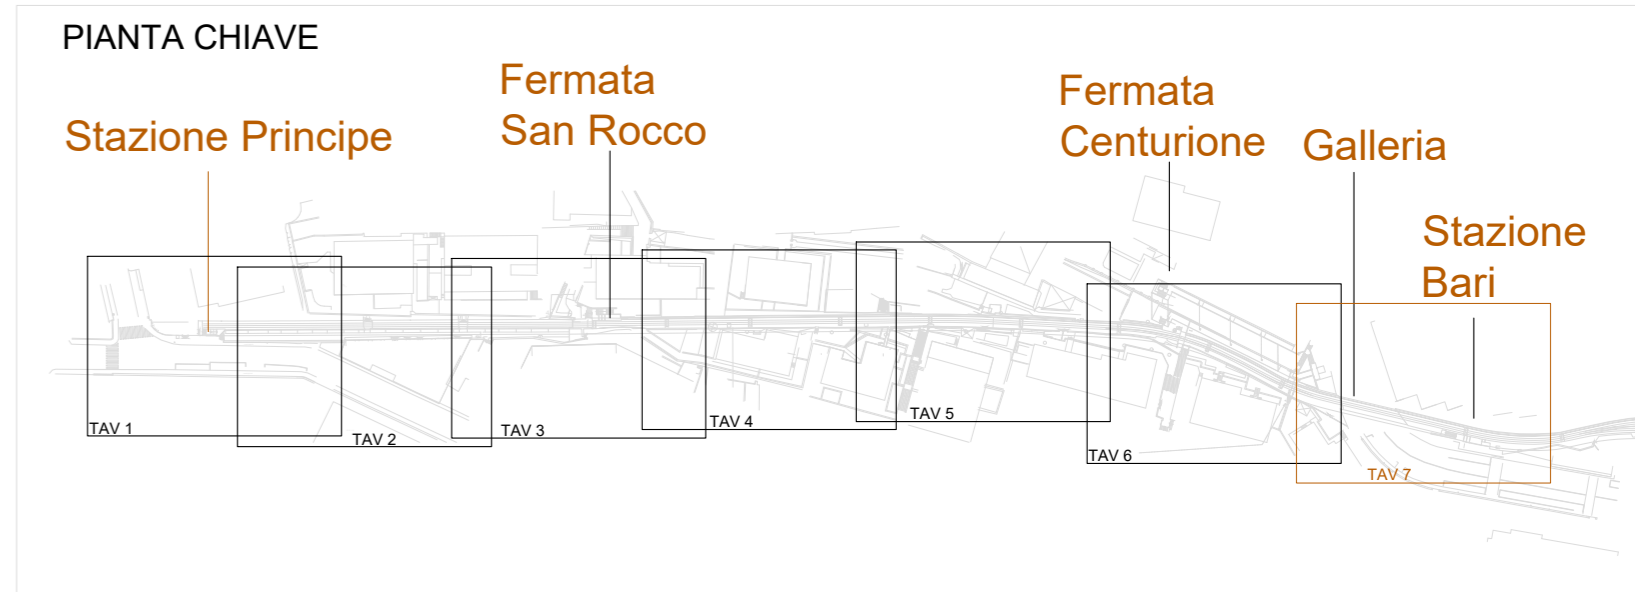 PIANTA CHIAVE
Stazione Principe
Fermata
San Rocco
Fermata
Centurione
Galleria
Stazione
Bari
TAV 1
TAV 2
TAV 3
TAV 4
TAV 5
TAV 6
TAV 7